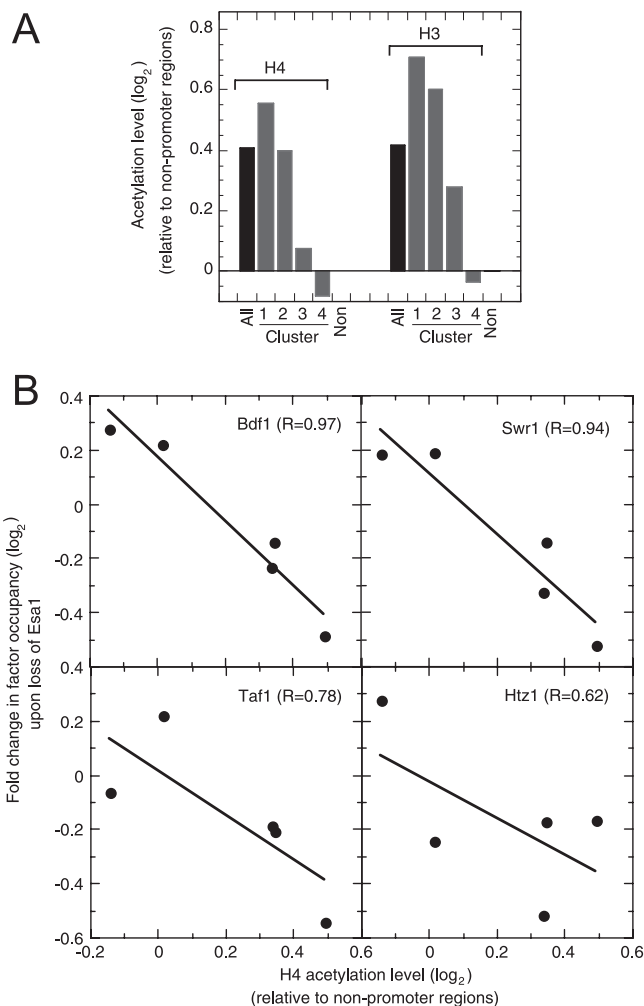 A
Acetylation level (log2)
(relative to non-promoter regions)
0.8
0.6
0.4
0.2
0
H4
H3
All
1
2
3
4
Non
All
1
2
3
4
Non
Cluster
Cluster
B
Fold change in factor occupancy (log2)
upon loss of Esa1
0.4
0.2
0
-0.2
-0.4
0.4
0.2
0
-0.2
-0.4
-0.6
Bdf1 (R=0.97)
Swr1 (R=0.94)
Taf1 (R=0.78)
Htz1 (R=0.62)
-0.2
0
0.2
0.4
0.6
0
0.2
0.4
0.6
H4 acetylation level (log2)
(relative to non-promoter regions)